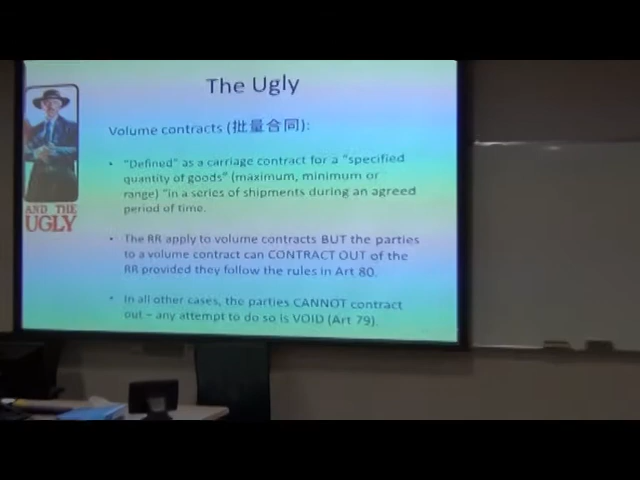 The Ugly
Volume contracts (批量合同):
• "Defined" as a carriage contract for a "specified
quantity of goods" (maximum, minimum or
range) "in a series of shipments during an agreed
period of time.
• The RR apply to volume contracts BUT the parties
to a volume contract can CONTRACT OUT of the
RR provided they follow the rules in Art 80.
• In all other cases, the parties CANNOT contract
out – any attempt to do so is VOID (Art 79).
AND THE
UGLY